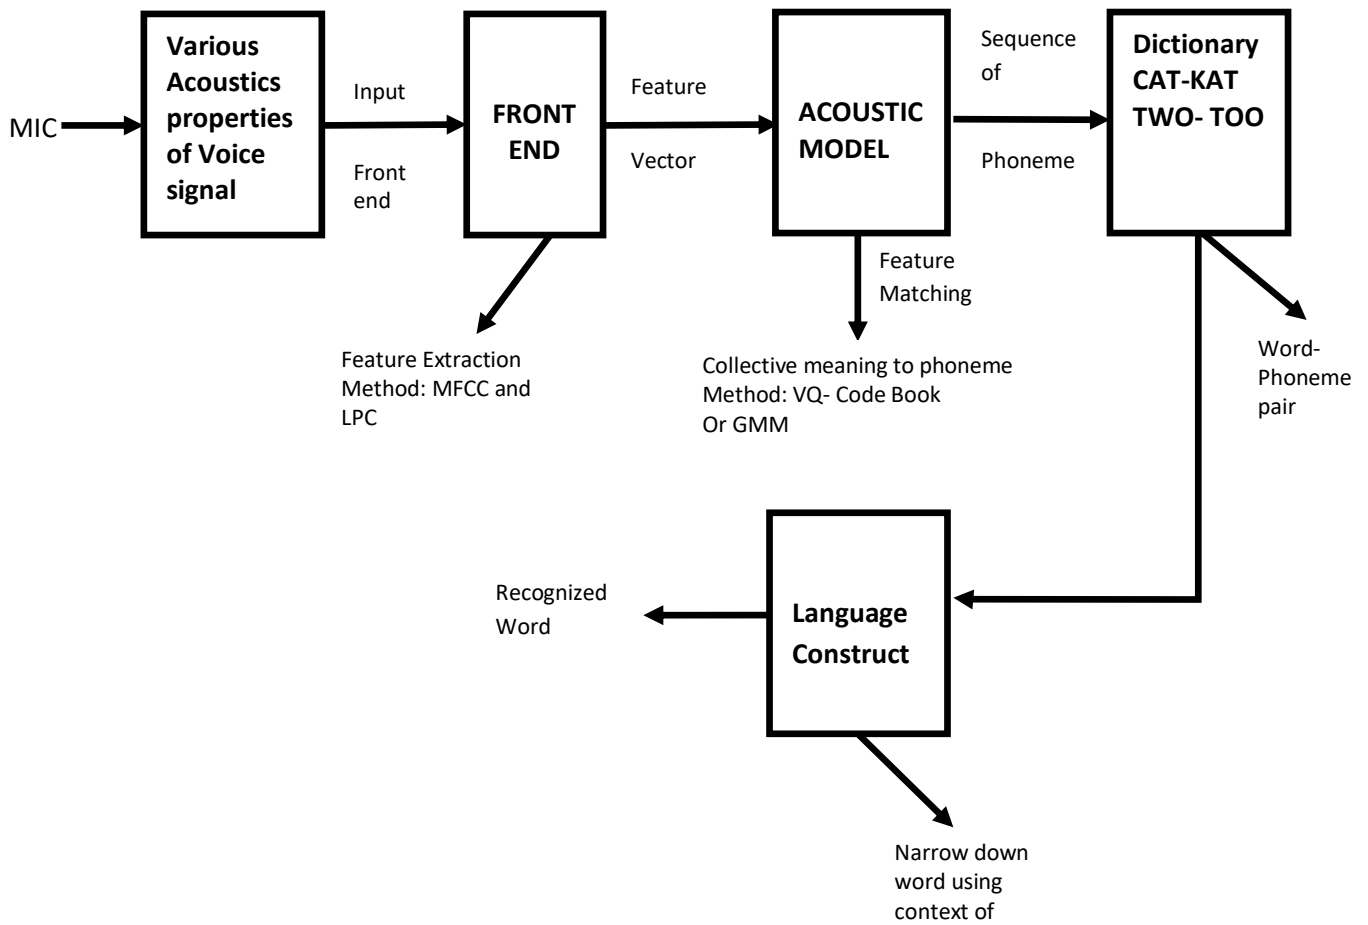 MIC
Various
Acoustics
properties
of Voice
signal
Input
Front
end
FRONT
END
Feature
Vector
ACOUSTIC
MODEL
Sequence
of
Phoneme
Dictionary
CAT-KAT
TWO- TOO
Feature Extraction
Method: MFCC and
LPC
Feature
Matching
Collective meaning to phoneme
Method: VQ- Code Book
Or GMM
Word-
Phoneme
pair
Language
Construct
Recognized
Word
Narrow down
word using
context of